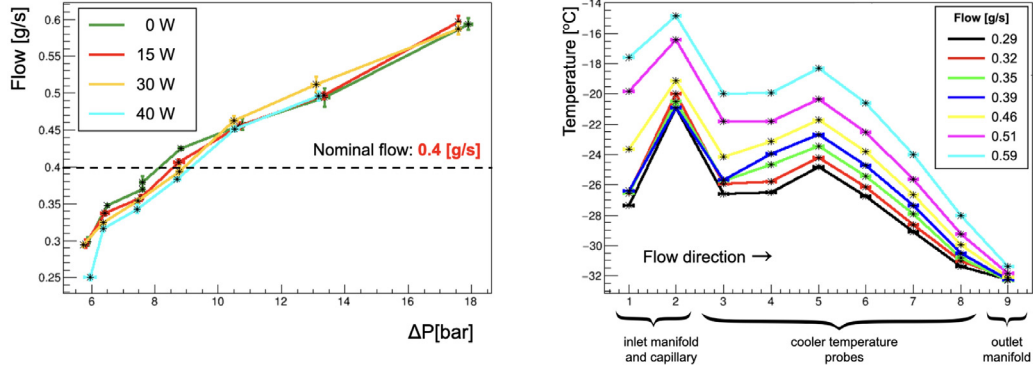 Flow [g/s]
0.6
0.55
0.5
0.45
0.4
0.35
0.3
0.25
0 W
15 W
30 W
40 W
Nominal flow: 0.4 [g/s]
6 8 10 12 14 16 18
ΔP[bar]
Temperature [°C]
−14
−16
−18
−20
−22
−24
−26
−28
−30
−32
Flow [g/s]
0.29
0.32
0.35
0.39
0.46
0.51
0.59
Flow direction →
1 2 3 4 5 6 7 8 9
inlet manifold
and capillary
cooler temperature
probes
outlet
manifold